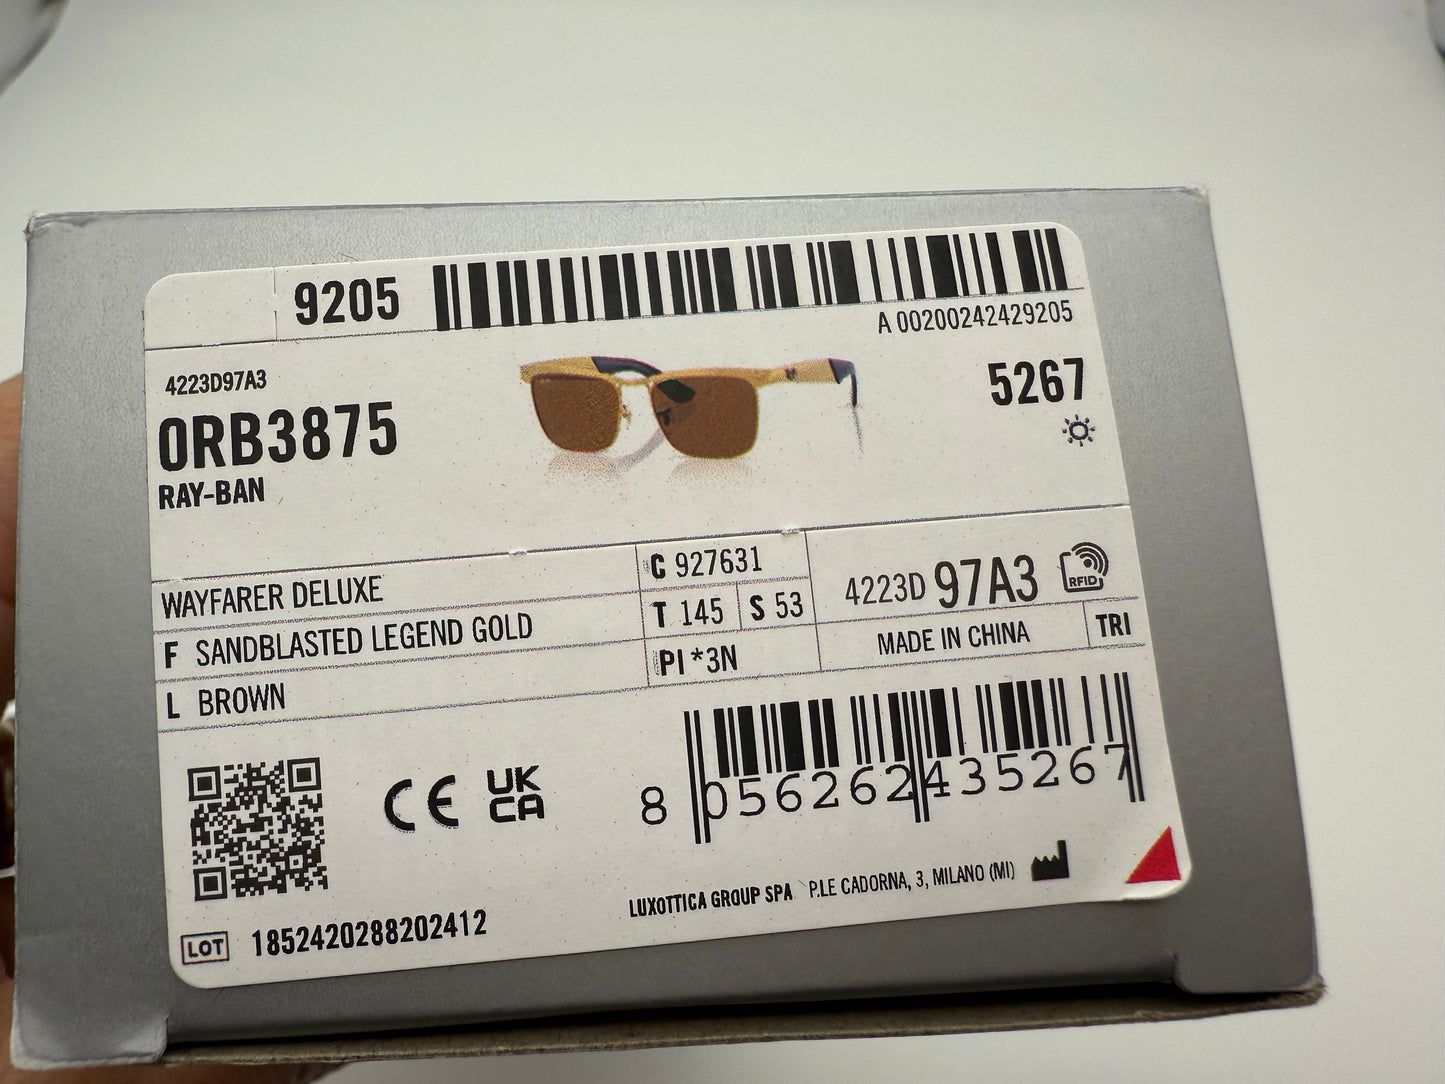 9205
A 00200242429205
4223D97A3
0RB3875
RAY-BAN
5267
WAYFARER DELUXE
F SANDBLASTED LEGEND GOLD
L BROWN
C 927631
T 145 S 53
PI *3N
4223D 97A3 RFID
MADE IN CHINA TRI
CE UK CA
8 056262 435267
LUXOTTICA GROUP SPA P.LE CADORNA, 3, MILANO (MI)
LOT 1852420288202412